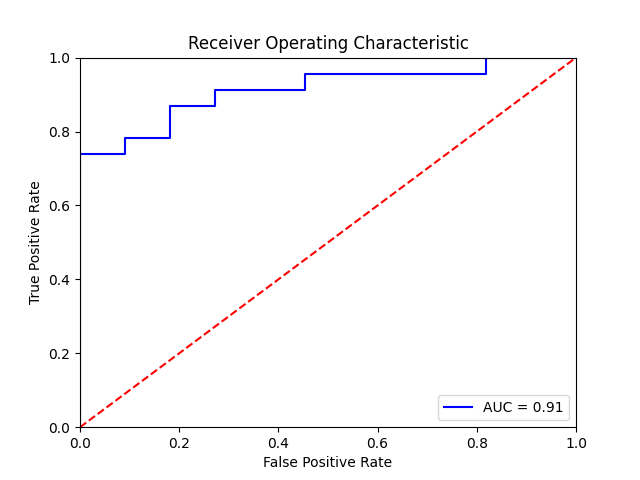 Receiver Operating Characteristic
1.0
0.8
0.6
0.4
0.2
0.0
True Positive Rate
AUC = 0.91
0.0 0.2 0.4 0.6 0.8 1.0
False Positive Rate